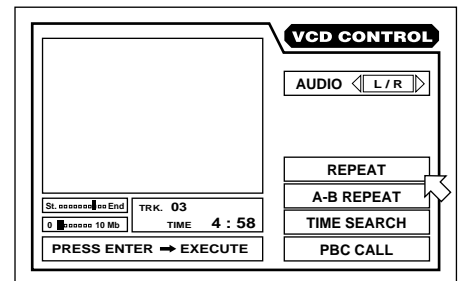 VCD CONTROL
AUDIO L / R
REPEAT
A-B REPEAT
TIME SEARCH
PBC CALL
St. End
0 10 Mb
TRK. 03
TIME 4 : 58
PRESS ENTER → EXECUTE